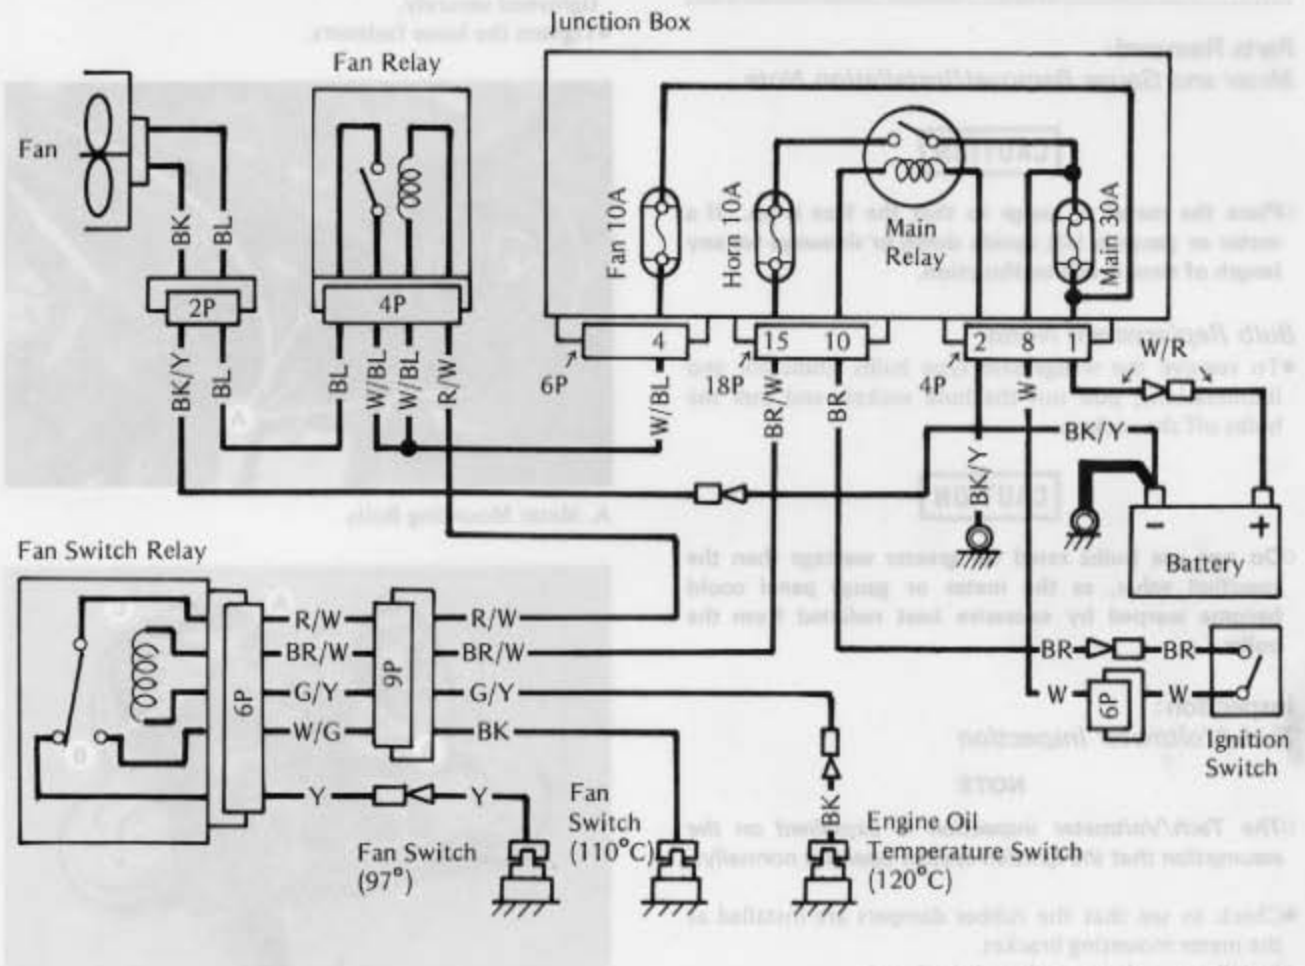 Junction Box
Fan Relay
Fan
Fan 10A
Horn 10A
Main
Relay
Main 30A
BK
BL
2P
4P
BK/Y
BL
BL
W/BL
W/BL
R/W
4
6P
W/BL
15
10
18P
BR/W
BR
2
8
1
4P
W/R
W
BK/Y
BK/Y
−
+
Battery
Fan Switch Relay
6P
R/W
BR/W
G/Y
W/G
Y
9P
R/W
BR/W
G/Y
BK
Y
BR
BR
W
6P
W
Ignition
Switch
BK
Fan Switch
(97°)
Fan
Switch
(110°C)
Engine Oil
Temperature Switch
(120°C)